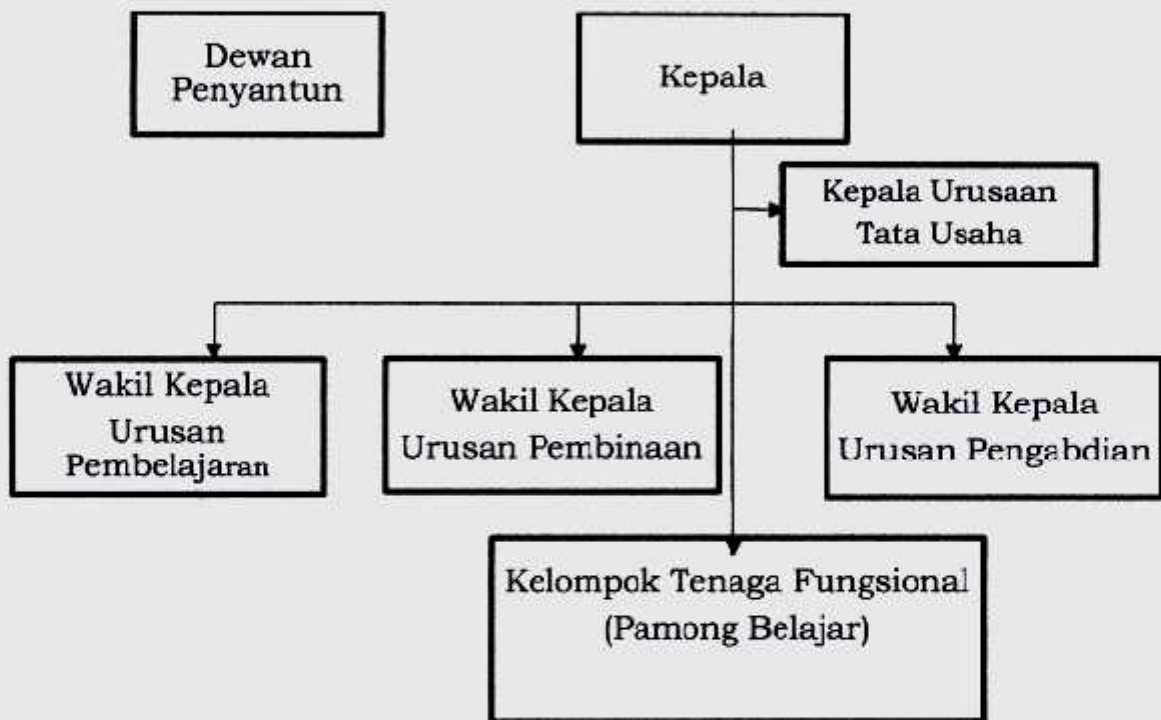 Dewan
Penyantun
Kepala
Kepala Urusaan
Tata Usaha
Wakil Kepala
Urusan
Pembelajaran
Wakil Kepala
Urusan Pembinaan
Wakil Kepala
Urusan Pengabdian
Kelompok Tenaga Fungsional
(Pamong Belajar)